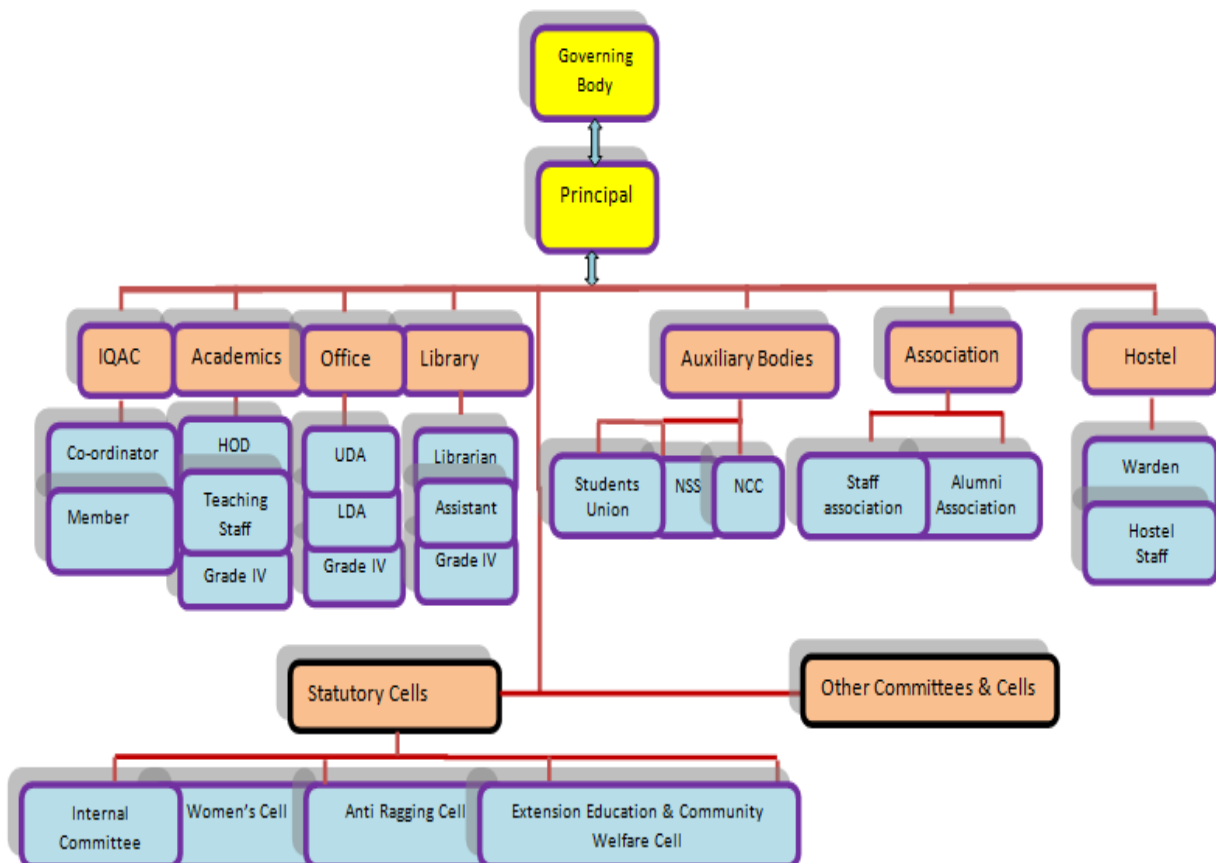 Governing
Body
Principal
IQAC
Academics
Office
Library
Auxiliary Bodies
Association
Hostel
Co-ordinator
Member
HOD
Teaching
Staff
Grade IV
UDA
LDA
Grade IV
Librarian
Assistant
Grade IV
Students
Union
NSS
NCC
Staff
association
Alumni
Association
Warden
Hostel
Staff
Statutory Cells
Other Committees & Cells
Internal
Committee
Women's Cell
Anti Ragging Cell
Extension Education & Community
Welfare Cell